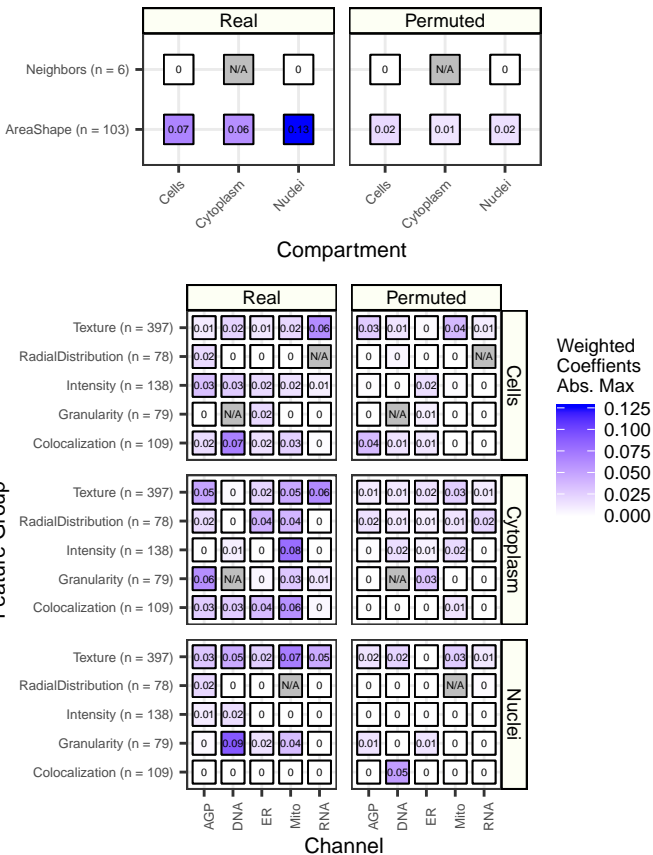 Real Permuted
Neighbors (n = 6) 0 N/A 0 0 N/A 0
AreaShape (n = 103) 0.07 0.06 0.13 0.02 0.01 0.02
Cells Cytoplasm Nuclei Cells Cytoplasm Nuclei
Compartment
Real Permuted
Texture (n = 397) 0.01 0.02 0.01 0.02 0.06 0.03 0.01 0 0.04 0.01
RadialDistribution (n = 78) 0.02 0 0 0 N/A 0 0 0 0 N/A
Intensity (n = 138) 0.03 0.03 0.02 0.02 0.01 0 0 0.02 0 0
Granularity (n = 79) 0 N/A 0.02 0 0 0 N/A 0.01 0 0
Colocalization (n = 109) 0.02 0.07 0.02 0.03 0 0.04 0.01 0.01 0 0
Cells
Texture (n = 397) 0.05 0 0.02 0.05 0.06 0.01 0.01 0.02 0.03 0.01
RadialDistribution (n = 78) 0.02 0 0.04 0.04 0 0.02 0.01 0.01 0.01 0.02
Intensity (n = 138) 0 0.01 0 0.08 0 0 0.02 0.01 0.02 0
Granularity (n = 79) 0.06 N/A 0 0.03 0.01 0 N/A 0.03 0 0
Colocalization (n = 109) 0.03 0.03 0.04 0.06 0 0 0 0 0.01 0
Cytoplasm
Texture (n = 397) 0.03 0.05 0.02 0.07 0.05 0.02 0.02 0 0.03 0.01
RadialDistribution (n = 78) 0.02 0 0 N/A 0 0 0 0 N/A 0
Intensity (n = 138) 0.01 0.02 0 0 0 0 0 0 0 0
Granularity (n = 79) 0 0.09 0.02 0.04 0 0.01 0 0.01 0 0
Colocalization (n = 109) 0 0 0 0 0 0 0.05 0 0 0
Nuclei
AGP DNA ER Mito RNA AGP DNA ER Mito RNA
Channel
Feature Group
Weighted
Coeffients
Abs. Max
0.125
0.100
0.075
0.050
0.025
0.000